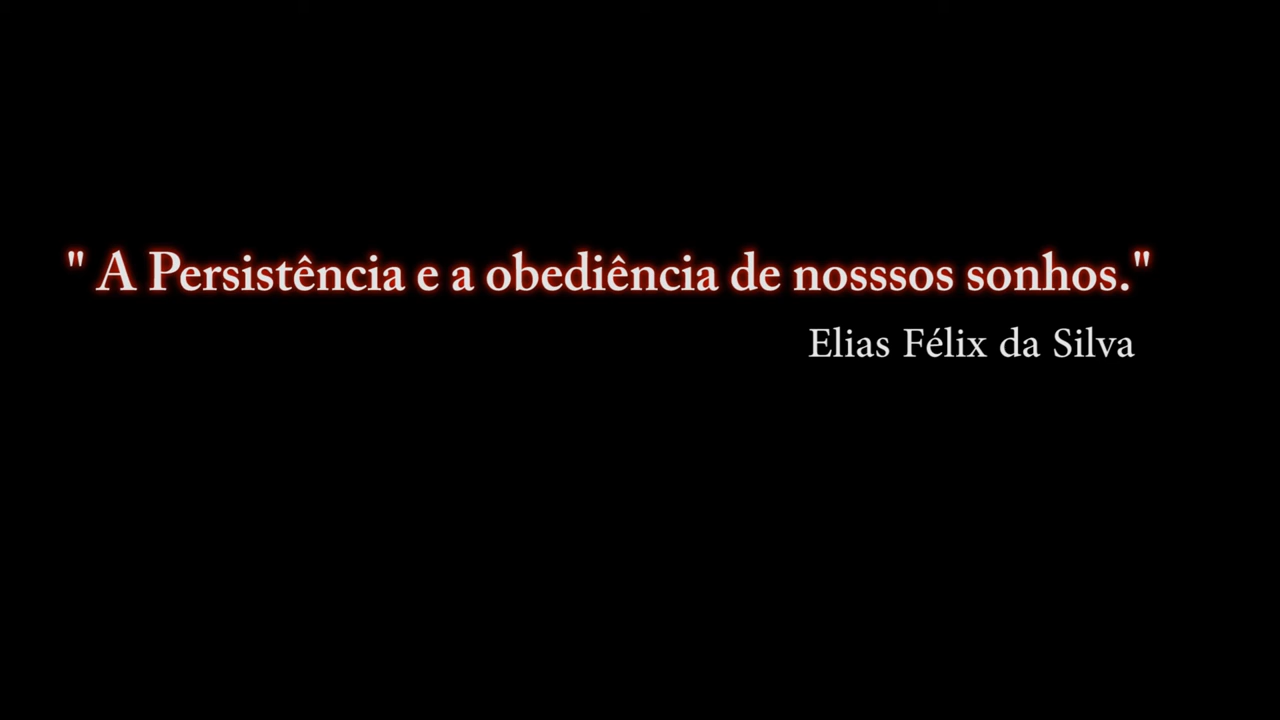 " A Persistência e a obediência de nosssos sonhos."
Elias Félix da Silva